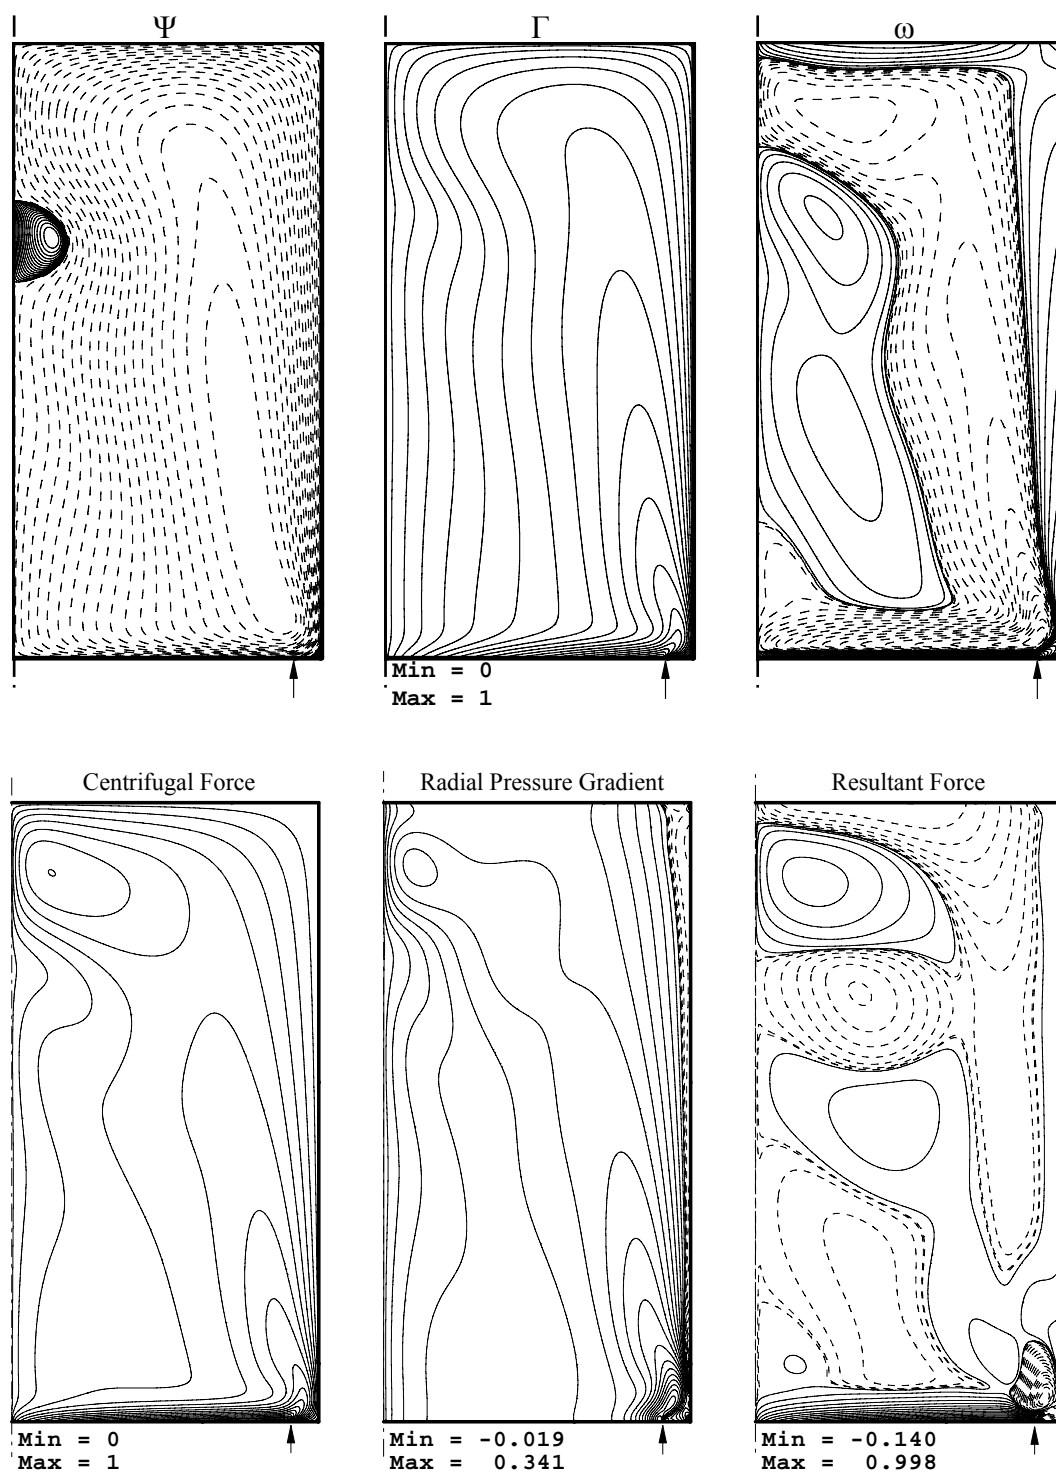 Ψ Γ ω
Min = 0
Max = 1
Centrifugal Force Radial Pressure Gradient Resultant Force
Min = 0 Min = -0.019 Min = -0.140
Max = 1 Max = 0.341 Max = 0.998